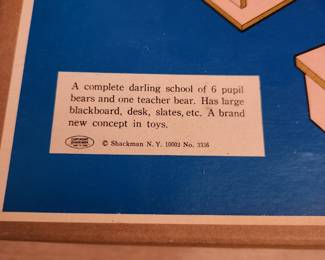 A complete darling school of 6 pupil
bears and one teacher bear. Has large
blackboard, desk, slates, etc. A brand
new concept in toys.
© Shackman N. Y. 10003 No. 3336